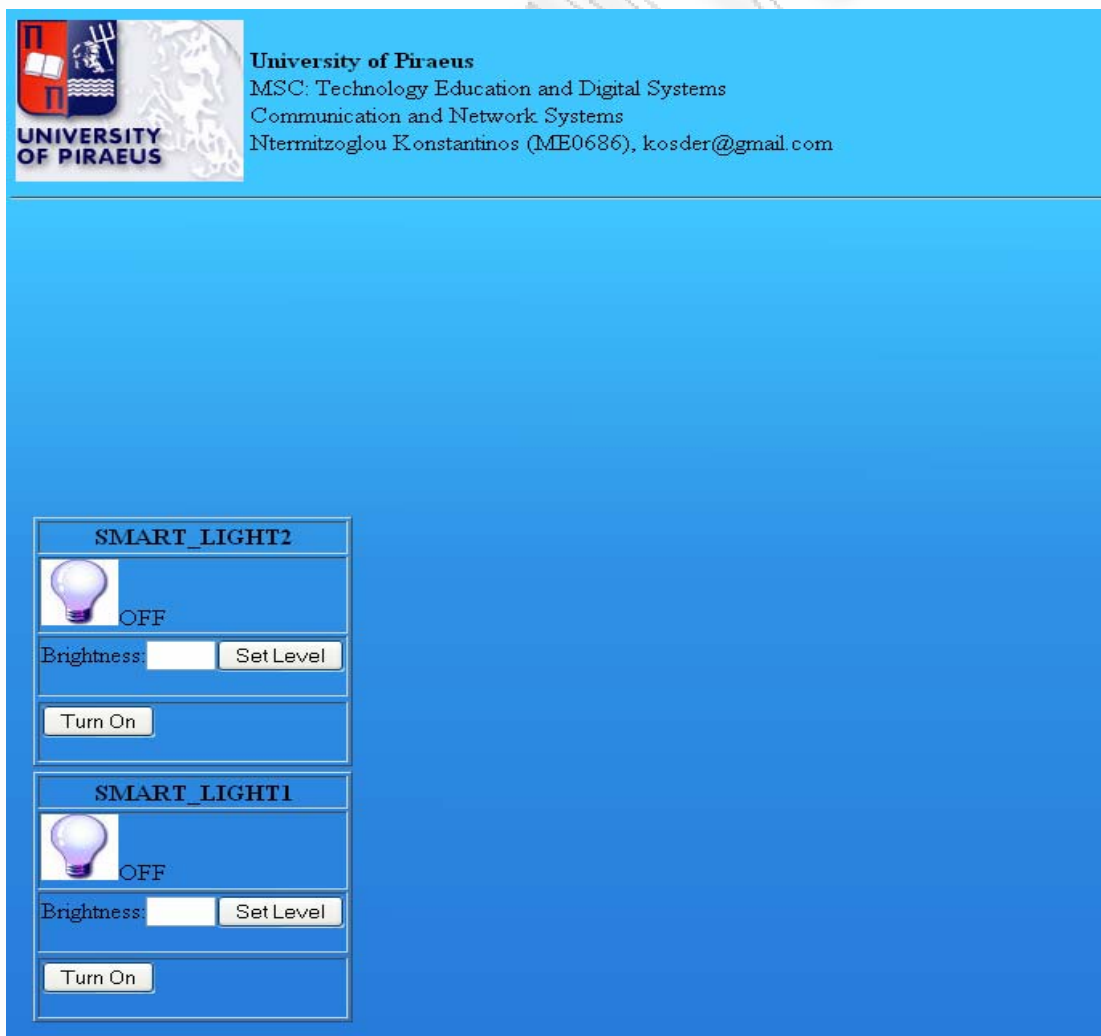 Π
Π
UNIVERSITY
OF PIRAEUS
University of Piraeus
MSC: Technology Education and Digital Systems
Communication and Network Systems
Ntermitzoglou Konstantinos (ME0686), kosder@gmail.com
SMART_LIGHT2
OFF
Brightness: Set Level
Turn On
SMART_LIGHT1
OFF
Brightness: Set Level
Turn On